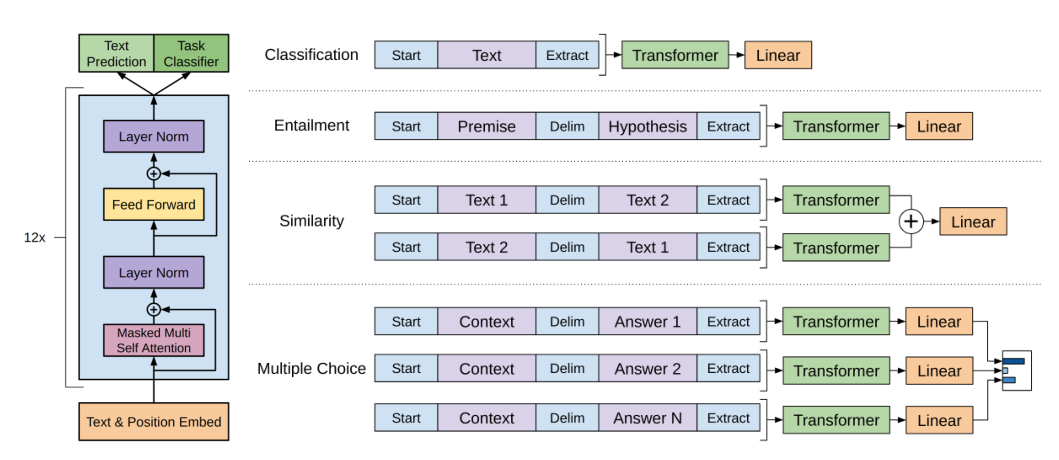 Text
Prediction
Task
Classifier
Layer Norm
Feed Forward
12x
Layer Norm
Masked Multi
Self Attention
Text & Position Embed
Classification
Start
Text
Extract
Transformer
Linear
Entailment
Start
Premise
Delim
Hypothesis
Extract
Transformer
Linear
Similarity
Start
Text 1
Delim
Text 2
Extract
Transformer
Start
Text 2
Delim
Text 1
Extract
Transformer
+
Linear
Multiple Choice
Start
Context
Delim
Answer 1
Extract
Transformer
Linear
Start
Context
Delim
Answer 2
Extract
Transformer
Linear
Start
Context
Delim
Answer N
Extract
Transformer
Linear